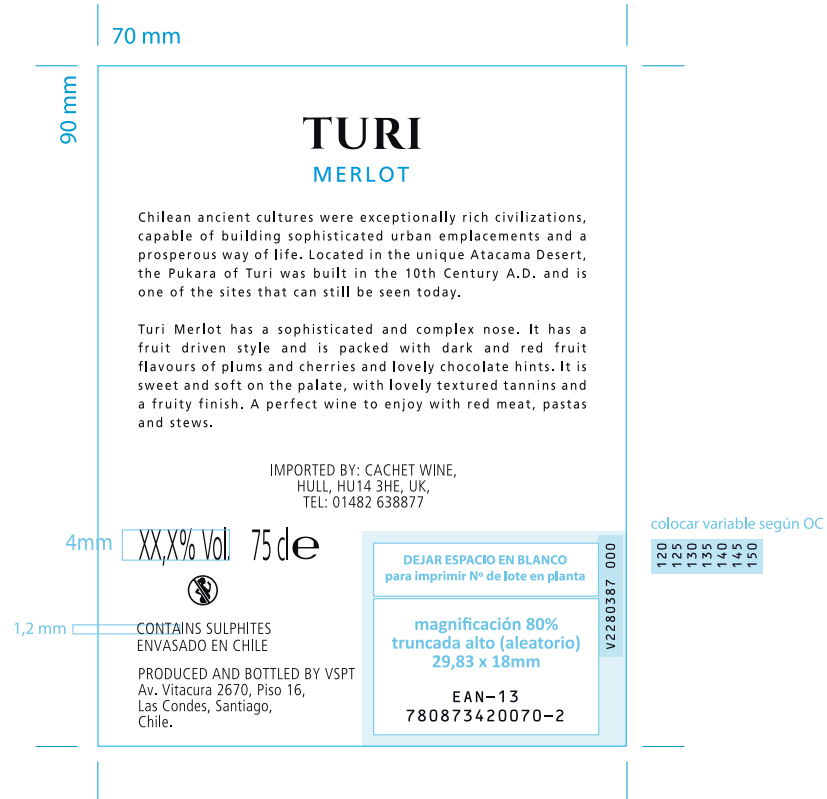 70 mm
90 mm
TURI
MERLOT
Chilean ancient cultures were exceptionally rich civilizations,
capable of building sophisticated urban emplacements and a
prosperous way of life. Located in the unique Atacama Desert,
the Pukara of Turi was built in the 10th Century A.D. and is
one of the sites that can still be seen today.
Turi Merlot has a sophisticated and complex nose. It has a
fruit driven style and is packed with dark and red fruit
flavours of plums and cherries and lovely chocolate hints. It is
sweet and soft on the palate, with lovely textured tannins and
a fruity finish. A perfect wine to enjoy with red meat, pastas
and stews.
IMPORTED BY: CACHET WINE,
HULL, HU14 3HE, UK,
TEL: 01482 638877
4mm
XX,X% Vol. 75 cl e
1,2 mm
CONTAINS SULPHITES
ENVASADO EN CHILE
PRODUCED AND BOTTLED BY VSPT
Av. Vitacura 2670, Piso 16,
Las Condes, Santiago,
Chile.
DEJAR ESPACIO EN BLANCO
para imprimir Nº de lote en planta
magnificación 80%
truncada alto (aleatorio)
29,83 x 18mm
EAN-13
780873420070-2
V2280387 000
colocar variable según OC
120
125
130
135
140
145
150